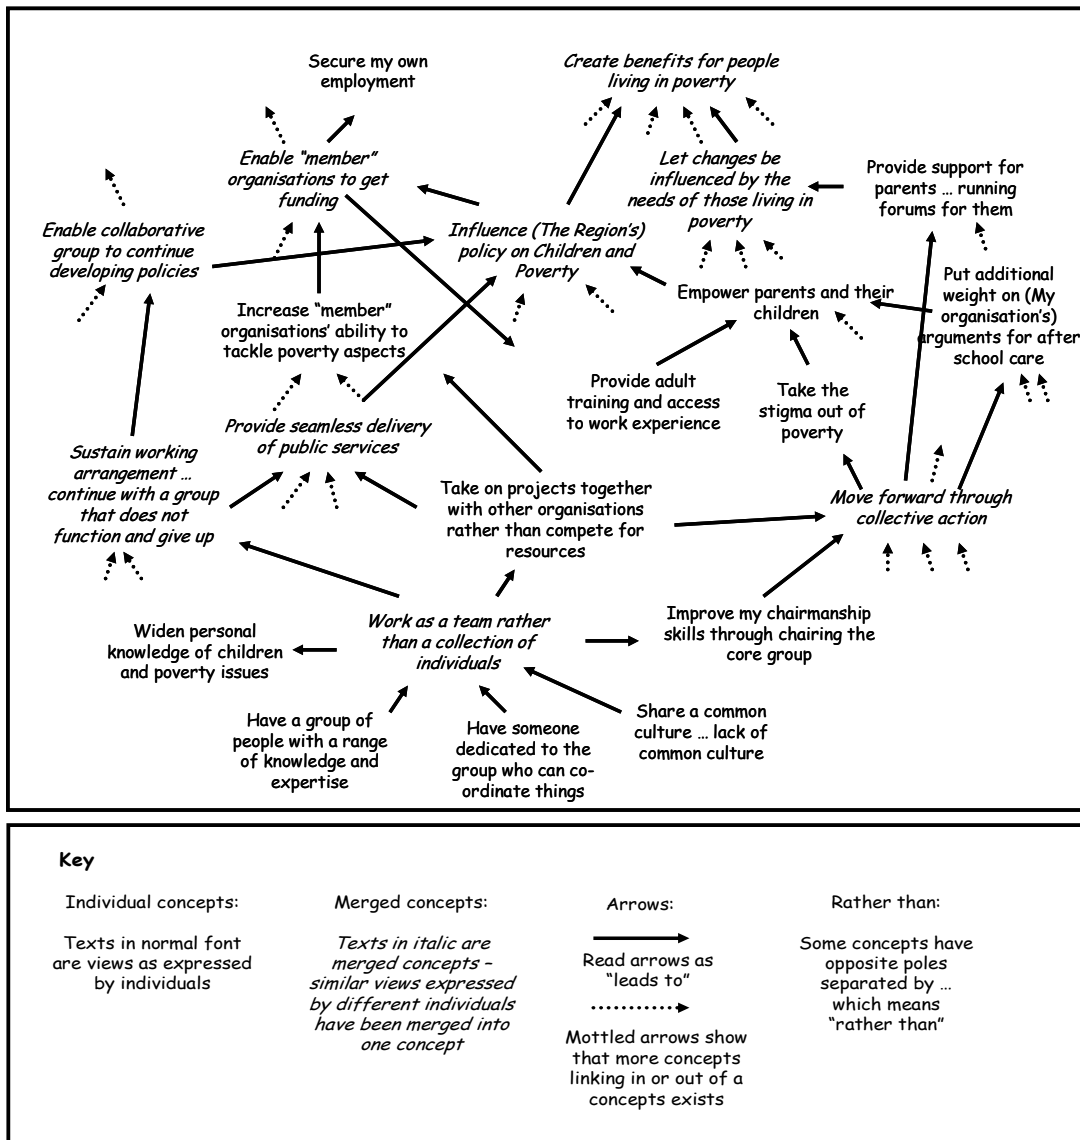 Secure my own
employment
Create benefits for people
living in poverty
Enable “member”
organisations to get
funding
Let changes be
influenced by the
needs of those living in
poverty
Provide support for
parents … running
forums for them
Enable collaborative
group to continue
developing policies
Influence (The Region’s)
policy on Children and
Poverty
Put additional
weight on (My
organisation’s)
arguments for after
school care
Empower parents and their
children
Increase “member”
organisations’ ability to
tackle poverty aspects
Provide adult
training and access
to work experience
Take the
stigma out of
poverty
Provide seamless delivery
of public services
Sustain working
arrangement …
continue with a group
that does not
function and give up
Take on projects together
with other organisations
rather than compete for
resources
Move forward through
collective action
Work as a team rather
than a collection of
individuals
Improve my chairmanship
skills through chairing the
core group
Widen personal
knowledge of children
and poverty issues
Have a group of
people with a range
of knowledge and
expertise
Have someone
dedicated to the
group who can co-
ordinate things
Share a common
culture … lack of
common culture
Key
Individual concepts:
Texts in normal font
are views as expressed
by individuals
Merged concepts:
Texts in italic are
merged concepts –
similar views expressed
by different individuals
have been merged into
one concept
Arrows:
Read arrows as
“leads to”
Mottled arrows show
that more concepts
linking in or out of a
concepts exists
Rather than:
Some concepts have
opposite poles
separated by …
which means
“rather than”